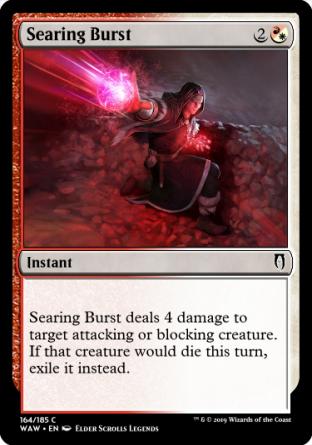 Searing Burst 2
Instant
Searing Burst deals 4 damage to
target attacking or blocking creature.
If that creature would die this turn,
exile it instead.
164/185 C
WAW • EN Elder Scrolls Legends
™ & © 2019 Wizards of the Coast